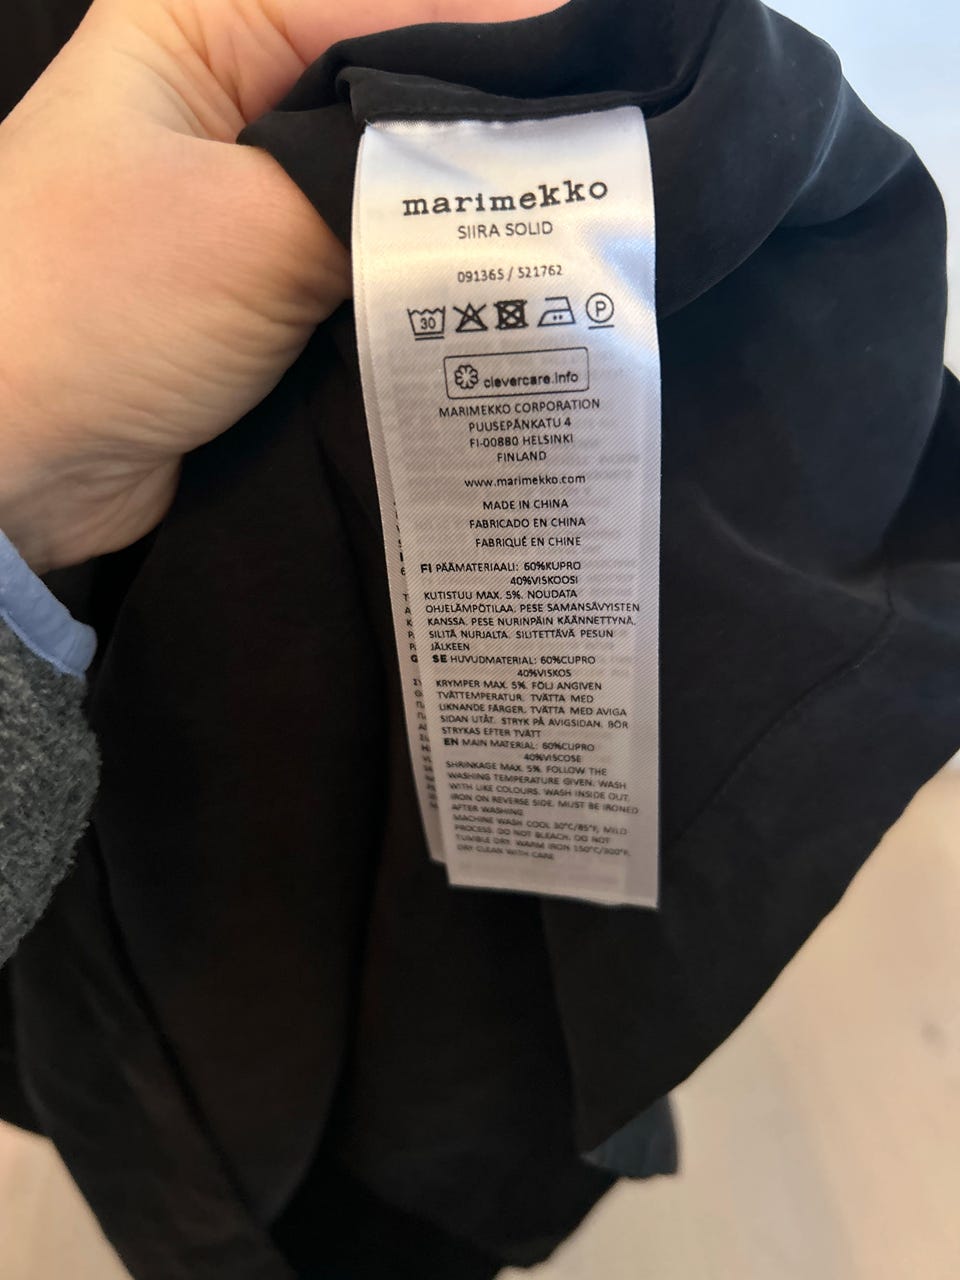 marimekko
SIIRA SOLID
091365 / 521762
30
P
clevercare.info
MARIMEKKO CORPORATION
PUUSEPÄNKATU 4
FI-00880 HELSINKI
FINLAND
www.marimekko.com
MADE IN CHINA
FABRICADO EN CHINA
FABRIQUÉ EN CHINE
FI PÄÄMATERIAALI: 60%KUPRO
40%VISKOOSI
KUTISTUU MAX. 5%. NOUDATA
OHJELÄMPÖTILAA. PESE SAMANSÄVYISTEN
KANSSA. PESE NURINPÄIN KÄÄNNETTYNÄ,
SILITÄ NURJALTA. SILITETTÄVÄ PESUN
JÄLKEEN
SE HUVUDMATERIAL: 60%CUPRO
40%VISKOS
KRYMPER MAX. 5%. FÖLJ ANGIVEN
TVÄTTEMPERATUR. TVÄTTA MED
LIKNANDE FÄRGER. TVÄTTA MED AVIGA
SIDAN UTÅT. STRYK PÅ AVIGSIDAN. BÖR
STRYKAS EFTER TVÄTT
EN MAIN MATERIAL: 60%CUPRO
40%VISCOSE
SHRINKAGE MAX. 5%. FOLLOW THE
WASHING TEMPERATURE GIVEN. WASH
WITH LIKE COLOURS. WASH INSIDE OUT,
IRON ON REVERSE SIDE. MUST BE IRONED
AFTER WASHING
MACHINE WASH COOL 30°C/85°F, MILD
PROCESS. DO NOT BLEACH. DO NOT
TUMBLE DRY. WARM IRON 150°C/300°F.
DRY CLEAN WITH CARE